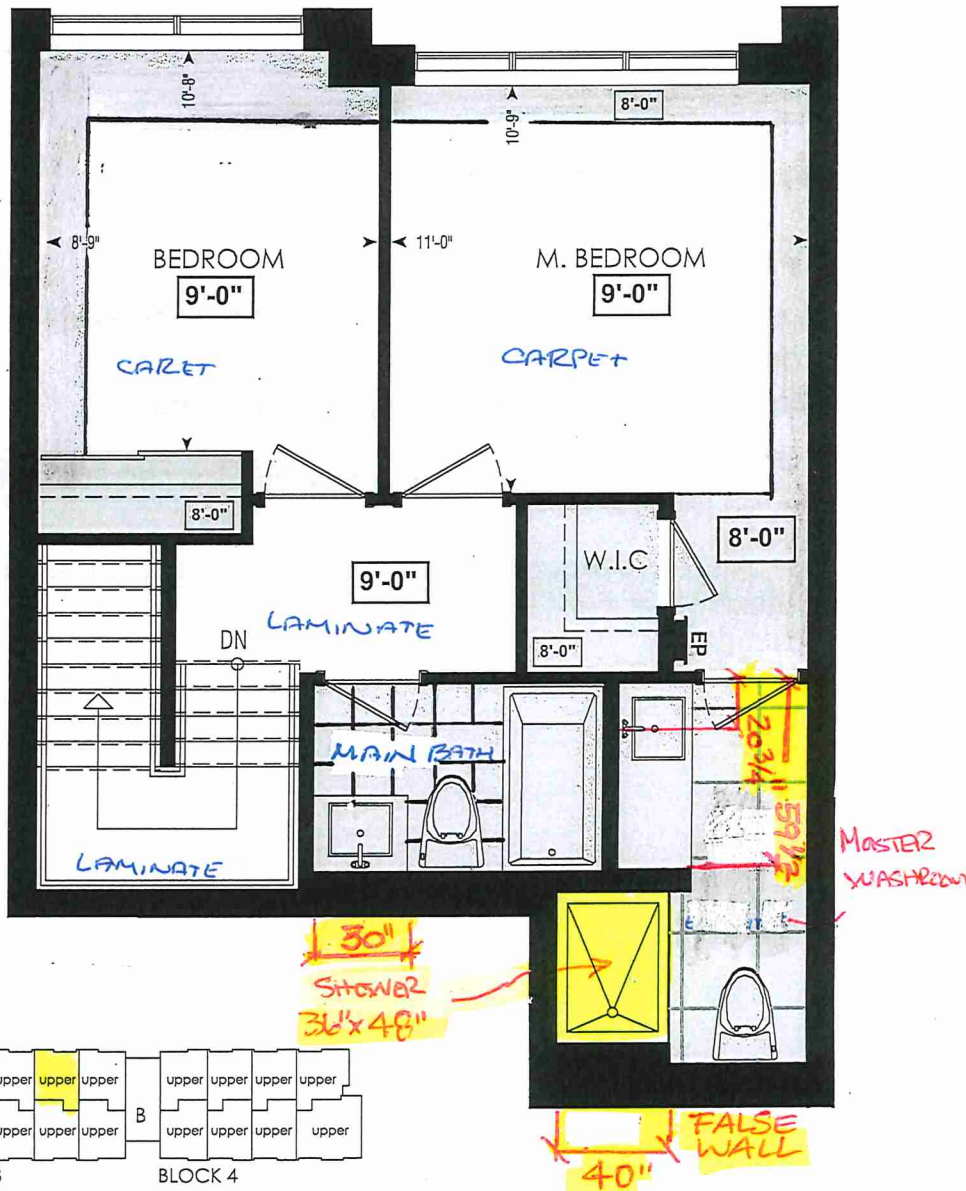 10'-8"
8'-0"
10'-9"
8'-9"
11'-0"
BEDROOM
9'-0"
M. BEDROOM
9'-0"
CARET
CARPET
8'-0"
8'-0"
W.I.C
9'-0"
LAMINATE
DN
8'-0"
EP
MAIN BATH
20 3/4"
59 1/2
MASTER
LAMINATE
30"
SHOWER
36" x 48"
upper upper upper
upper upper upper upper
B
upper upper upper
upper upper upper upper
BLOCK 4
FALSE
WALL
40"